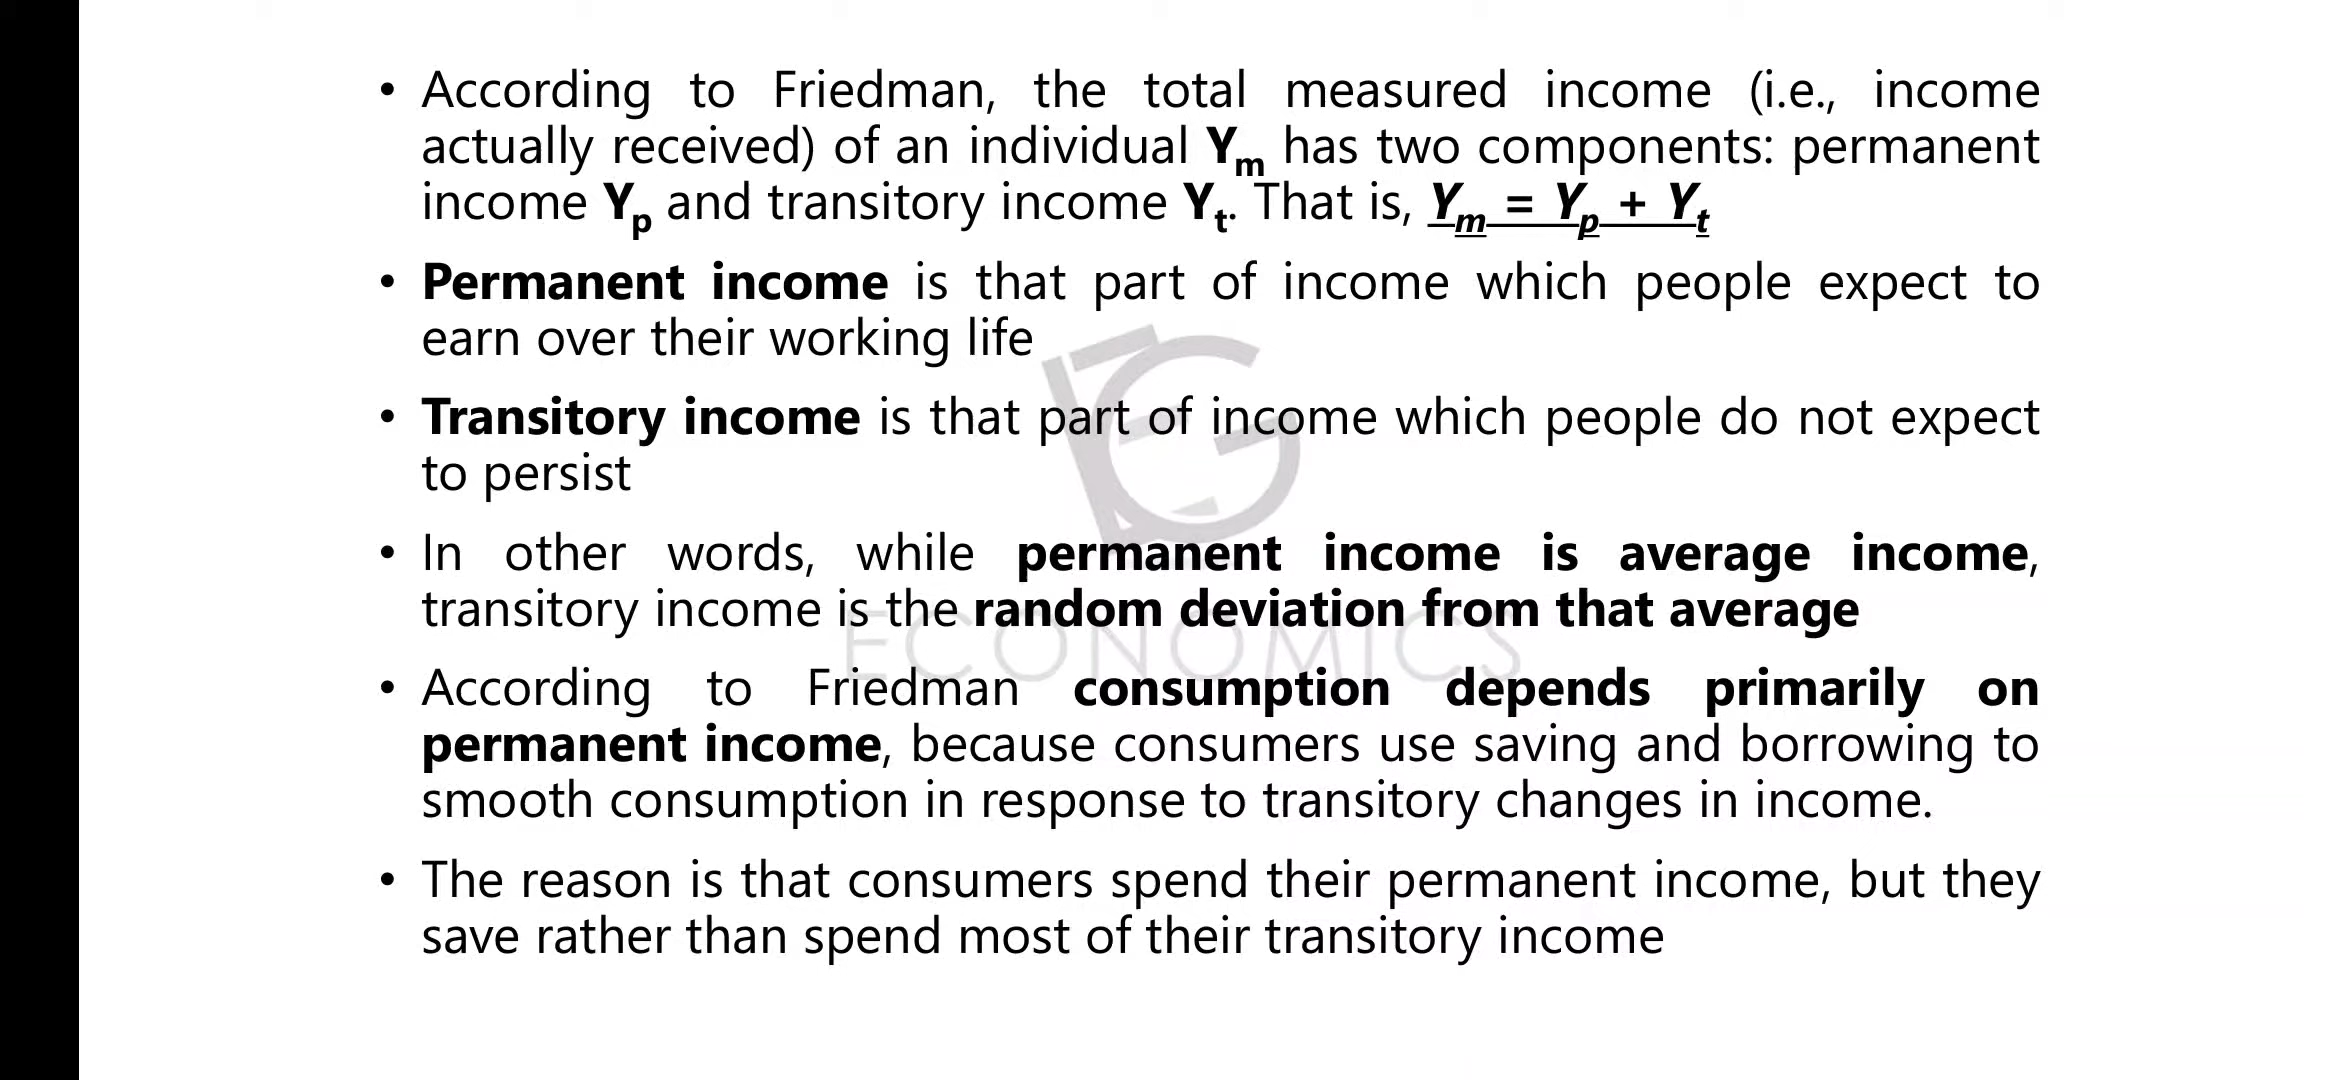 • According to Friedman, the total measured income (i.e., income
actually received) of an individual Ym has two components: permanent
income Yp and transitory income Yt. That is, Ym = Yp + Yt
• Permanent income is that part of income which people expect to
earn over their working life
• Transitory income is that part of income which people do not expect
to persist
• In other words, while permanent income is average income,
transitory income is the random deviation from that average
ECONOMICS
• According to Friedman consumption depends primarily on
permanent income, because consumers use saving and borrowing to
smooth consumption in response to transitory changes in income.
• The reason is that consumers spend their permanent income, but they
save rather than spend most of their transitory income